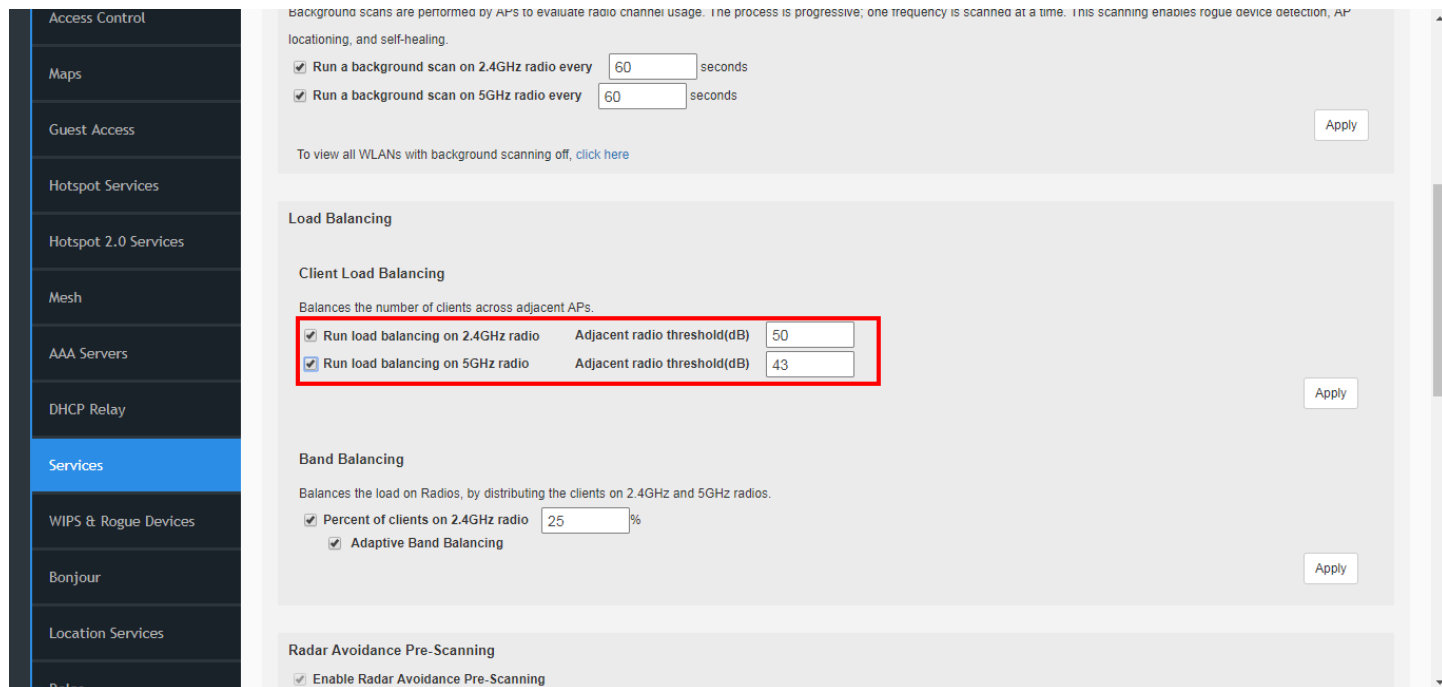 Access Control
Maps
Guest Access
Hotspot Services
Hotspot 2.0 Services
Mesh
AAA Servers
DHCP Relay
Services
WIPS & Rogue Devices
Bonjour
Location Services
Background scans are performed by APs to evaluate radio channel usage. The process is progressive; one frequency is scanned at a time. This scanning enables rogue device detection, AP
locationing, and self-healing.
Run a background scan on 2.4GHz radio every 60 seconds
Run a background scan on 5GHz radio every 60 seconds
Apply
To view all WLANs with background scanning off, click here
Load Balancing
Client Load Balancing
Balances the number of clients across adjacent APs.
Run load balancing on 2.4GHz radio Adjacent radio threshold(dB) 50
Run load balancing on 5GHz radio Adjacent radio threshold(dB) 43
Apply
Band Balancing
Balances the load on Radios, by distributing the clients on 2.4GHz and 5GHz radios.
Percent of clients on 2.4GHz radio 25 %
Adaptive Band Balancing
Apply
Radar Avoidance Pre-Scanning
Enable Radar Avoidance Pre-Scanning